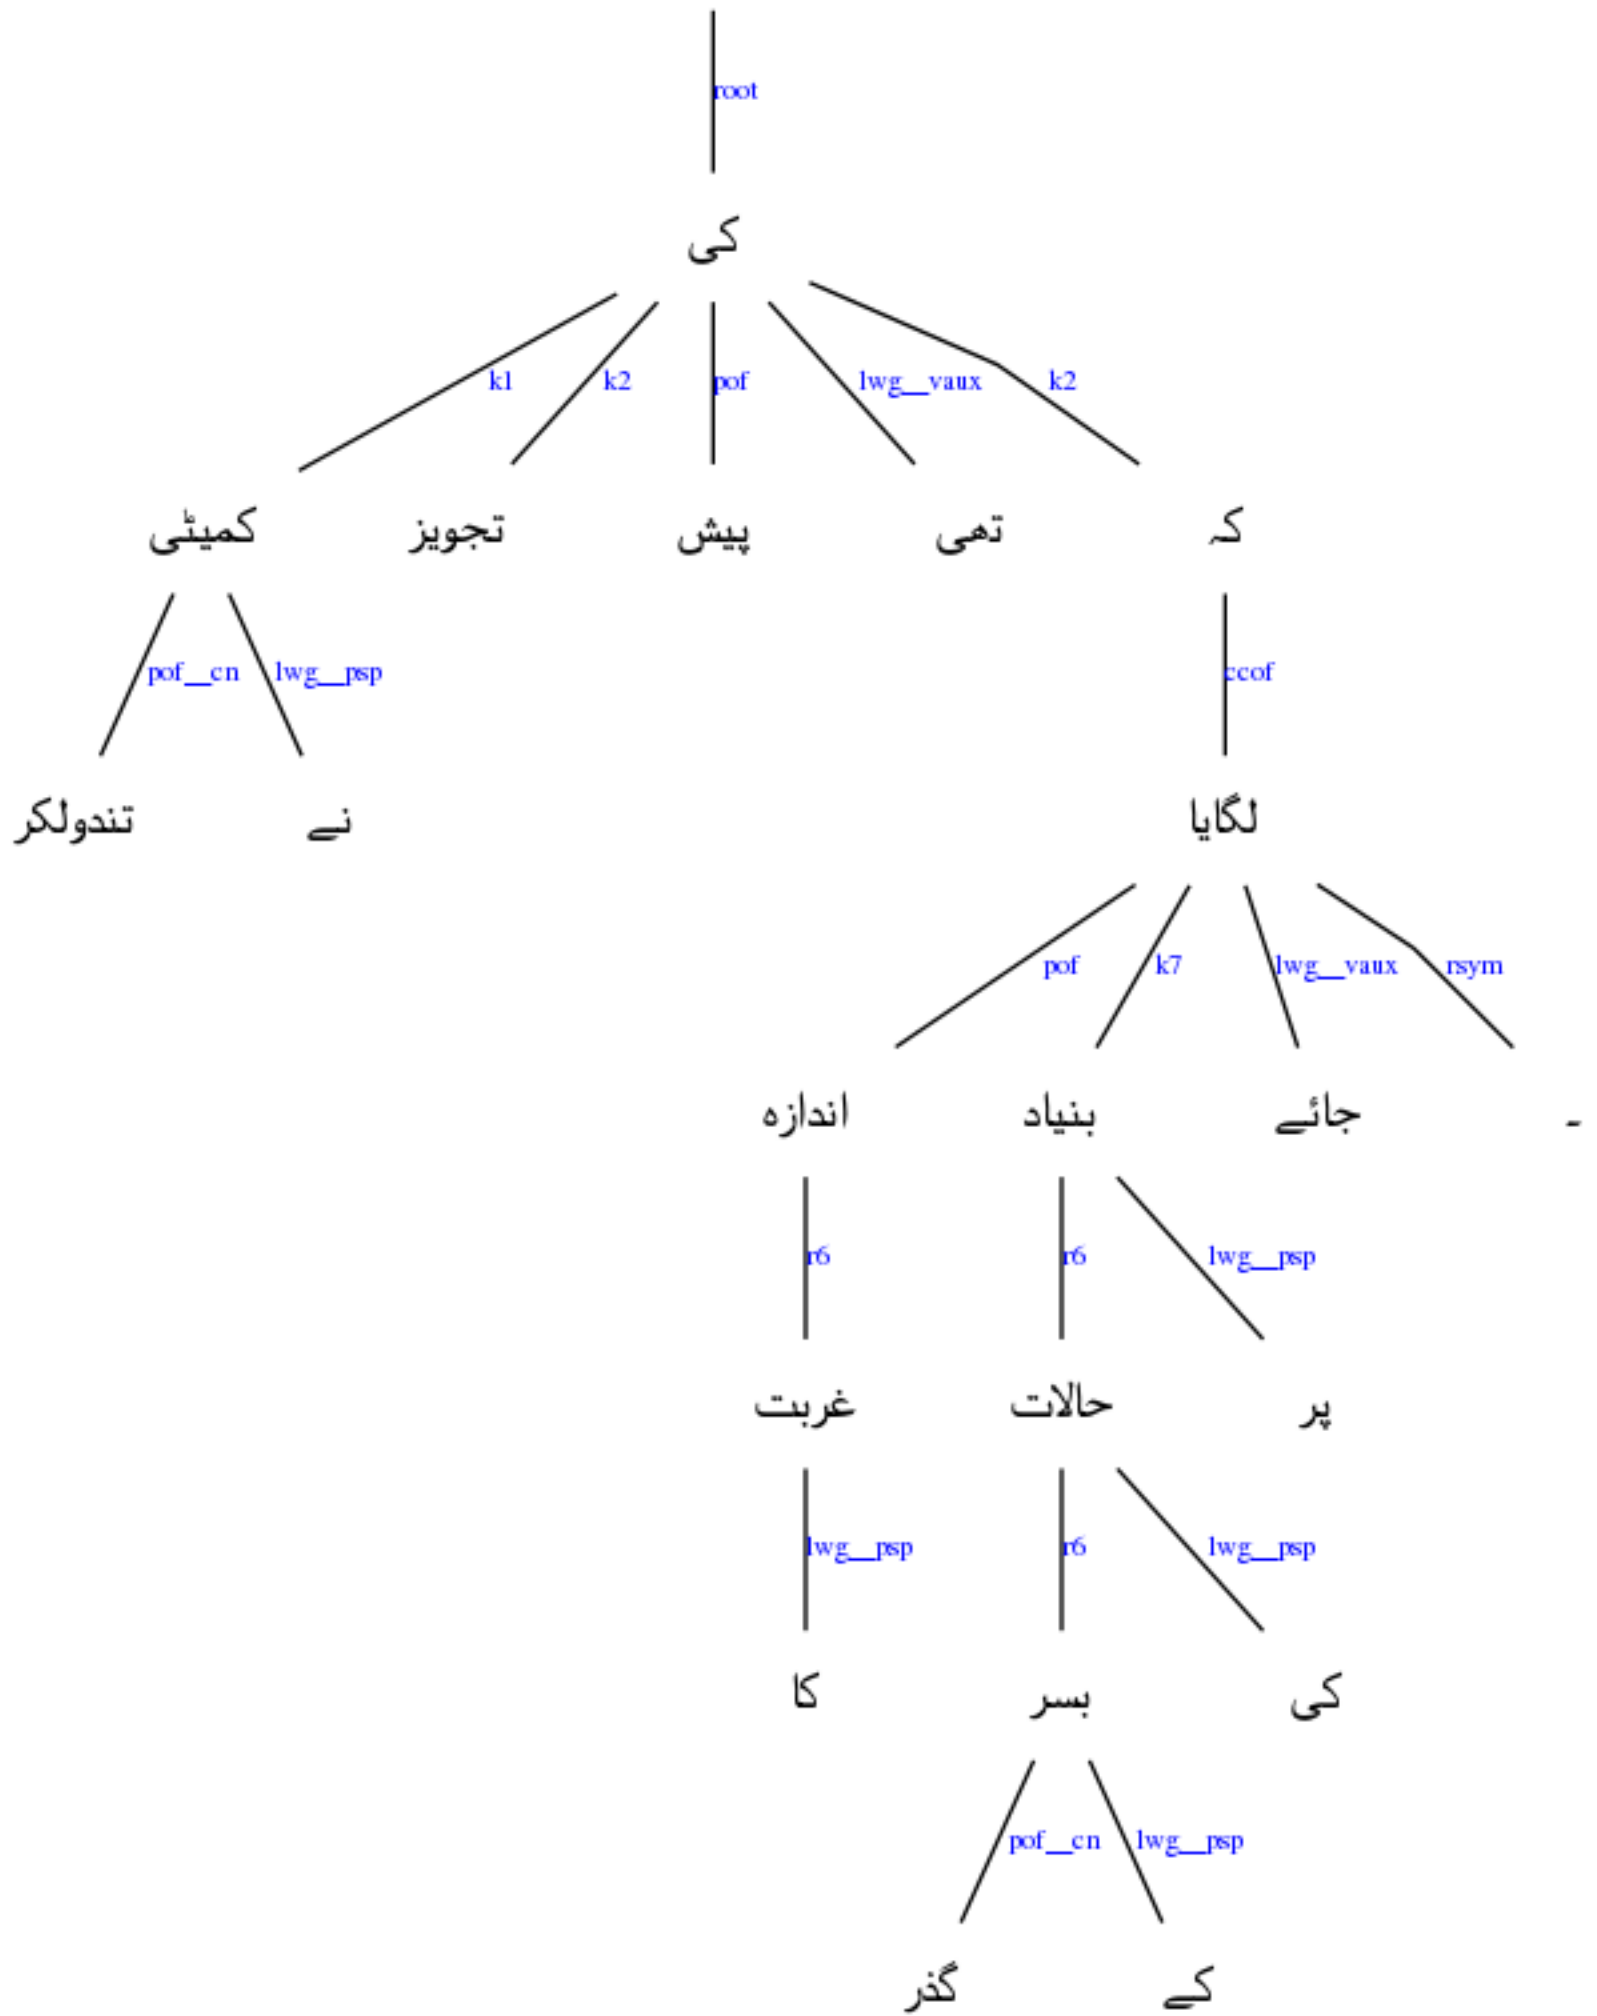 root
کی
k1 k2 pof lwg__vaux k2
کمیٹی تجویز پیش تھی کہ
pof__cn lwg__psp ccof
تندولکر نے لگایا
pof k7 lwg__vaux rsym
اندازہ بنیاد جائے ۔
r6 r6 lwg__psp
غربت حالات پر
lwg__psp r6 lwg__psp
کا بسر کی
pof__cn lwg__psp
گذر کے